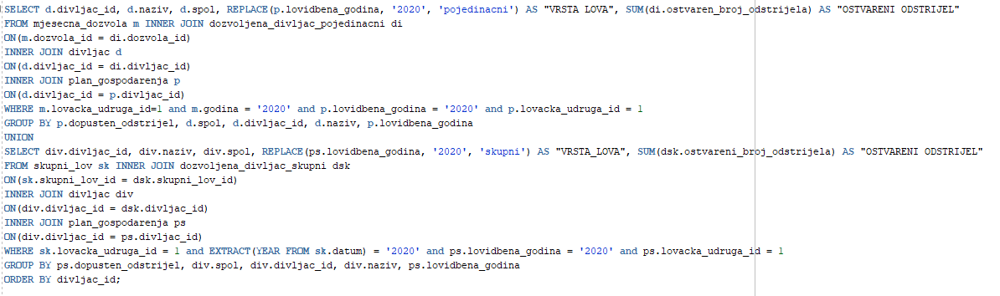 SELECT d.divljac_id, d.naziv, d.spol, REPLACE(p.lovidbena_godina, '2020', 'pojedinacni') AS "VRSTA LOVA", SUM(di.ostvaren_broj_odstrijela) AS "OSTVARENI ODSTRIJEL"
FROM mjesecna_dozvola m INNER JOIN dozvoljena_divljac_pojedinacni di
ON(m.dozvola_id = di.dozvola_id)
INNER JOIN divljac d
ON(d.divljac_id = di.divljac_id)
INNER JOIN plan_gospodarenja p
ON(d.divljac_id = p.divljac_id)
WHERE m.lovacka_udruga_id=1 and m.godina = '2020' and p.lovidbena_godina = '2020' and p.lovacka_udruga_id = 1
GROUP BY p.dopusten_odstrijel, d.spol, d.divljac_id, d.naziv, p.lovidbena_godina
UNION
SELECT div.divljac_id, div.naziv, div.spol, REPLACE(ps.lovidbena_godina, '2020', 'skupni') AS "VRSTA_LOVA", SUM(dsk.ostvareni_broj_odstrijela) AS "OSTVARENI ODSTRIJEL"
FROM skupni_lov sk INNER JOIN dozvoljena_divljac_skupni dsk
ON(sk.skupni_lov_id = dsk.skupni_lov_id)
INNER JOIN divljac div
ON(div.divljac_id = dsk.divljac_id)
INNER JOIN plan_gospodarenja ps
ON(div.divljac_id = ps.divljac_id)
WHERE sk.lovacka_udruga_id = 1 and EXTRACT(YEAR FROM sk.datum) = '2020' and ps.lovidbena_godina = '2020' and ps.lovacka_udruga_id = 1
GROUP BY ps.dopusten_odstrijel, div.spol, div.divljac_id, div.naziv, ps.lovidbena_godina
ORDER BY divljac_id;